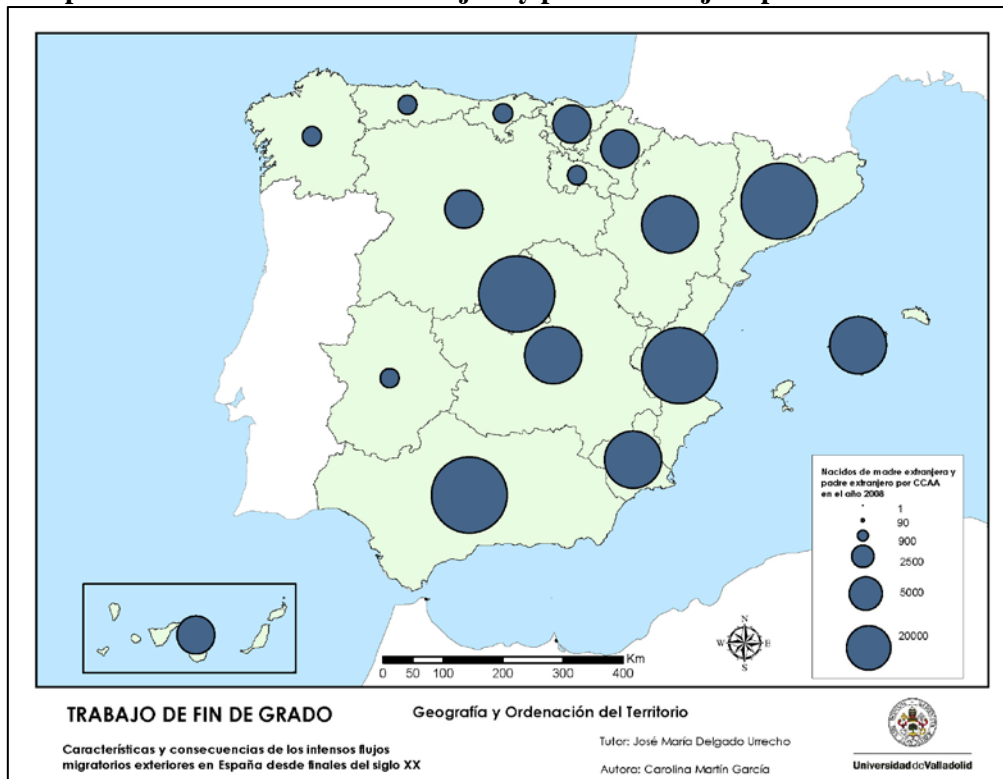 Nacidos de madre extranjera y
padre extranjero por CCAA
en el año 2008
1
90
900
2500
5000
20000
N
W E
S
Km
0 50 100 200 300 400
TRABAJO DE FIN DE GRADO
Geografía y Ordenación del Territorio
Características y consecuencias de los intensos flujos
migratorios exteriores en España desde finales del siglo XX
Tutor: José María Delgado Urrecho
Autora: Carolina Martín García
Universidad de Valladolid